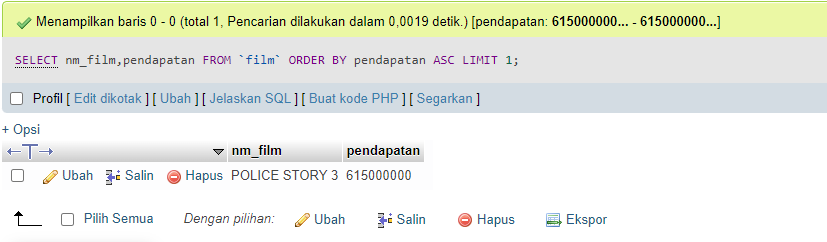 Menampilkan baris 0 - 0 (total 1, Pencarian dilakukan dalam 0,0019 detik.) [pendapatan: 615000000... - 615000000...]
SELECT nm_film,pendapatan FROM `film` ORDER BY pendapatan ASC LIMIT 1;
Profil [ Edit dikotak ] [ Ubah ] [ Jelaskan SQL ] [ Buat kode PHP ] [ Segarkan ]
+ Opsi
←T→ nm_film pendapatan
Ubah Salin Hapus POLICE STORY 3 615000000
Pilih Semua Dengan pilihan: Ubah Salin Hapus Ekspor